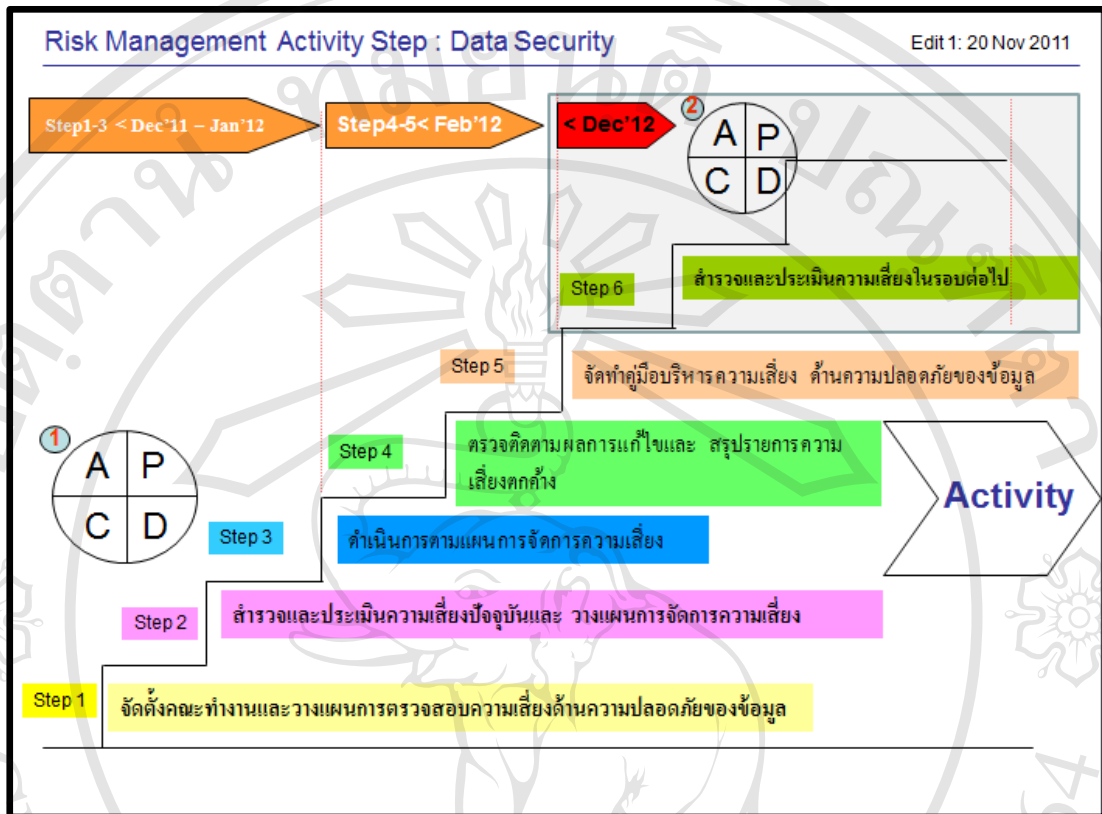 Risk Management Activity Step : Data Security
Edit 1: 20 Nov 2011
Step1-3 < Dec'11 – Jan'12
Step4-5< Feb'12
< Dec'12
2
A P
C D
Step 6
สำรวจและประเมินความเสี่ยงในรอบต่อไป
Step 5
จัดทำคู่มือบริหารความเสี่ยง ด้านความปลอดภัยของข้อมูล
1
A P
C D
Step 4
ตรวจติดตามผลการแก้ไขและ สรุปรายการความ
เสี่ยงตกค้าง
Activity
Step 3
ดำเนินการตามแผนการจัดการความเสี่ยง
Step 2
สำรวจและประเมินความเสี่ยงปัจจุบันและ วางแผนการจัดการความเสี่ยง
Step 1
จัดตั้งคณะทำงานและวางแผนการตรวจสอบความเสี่ยงด้านความปลอดภัยของข้อมูล